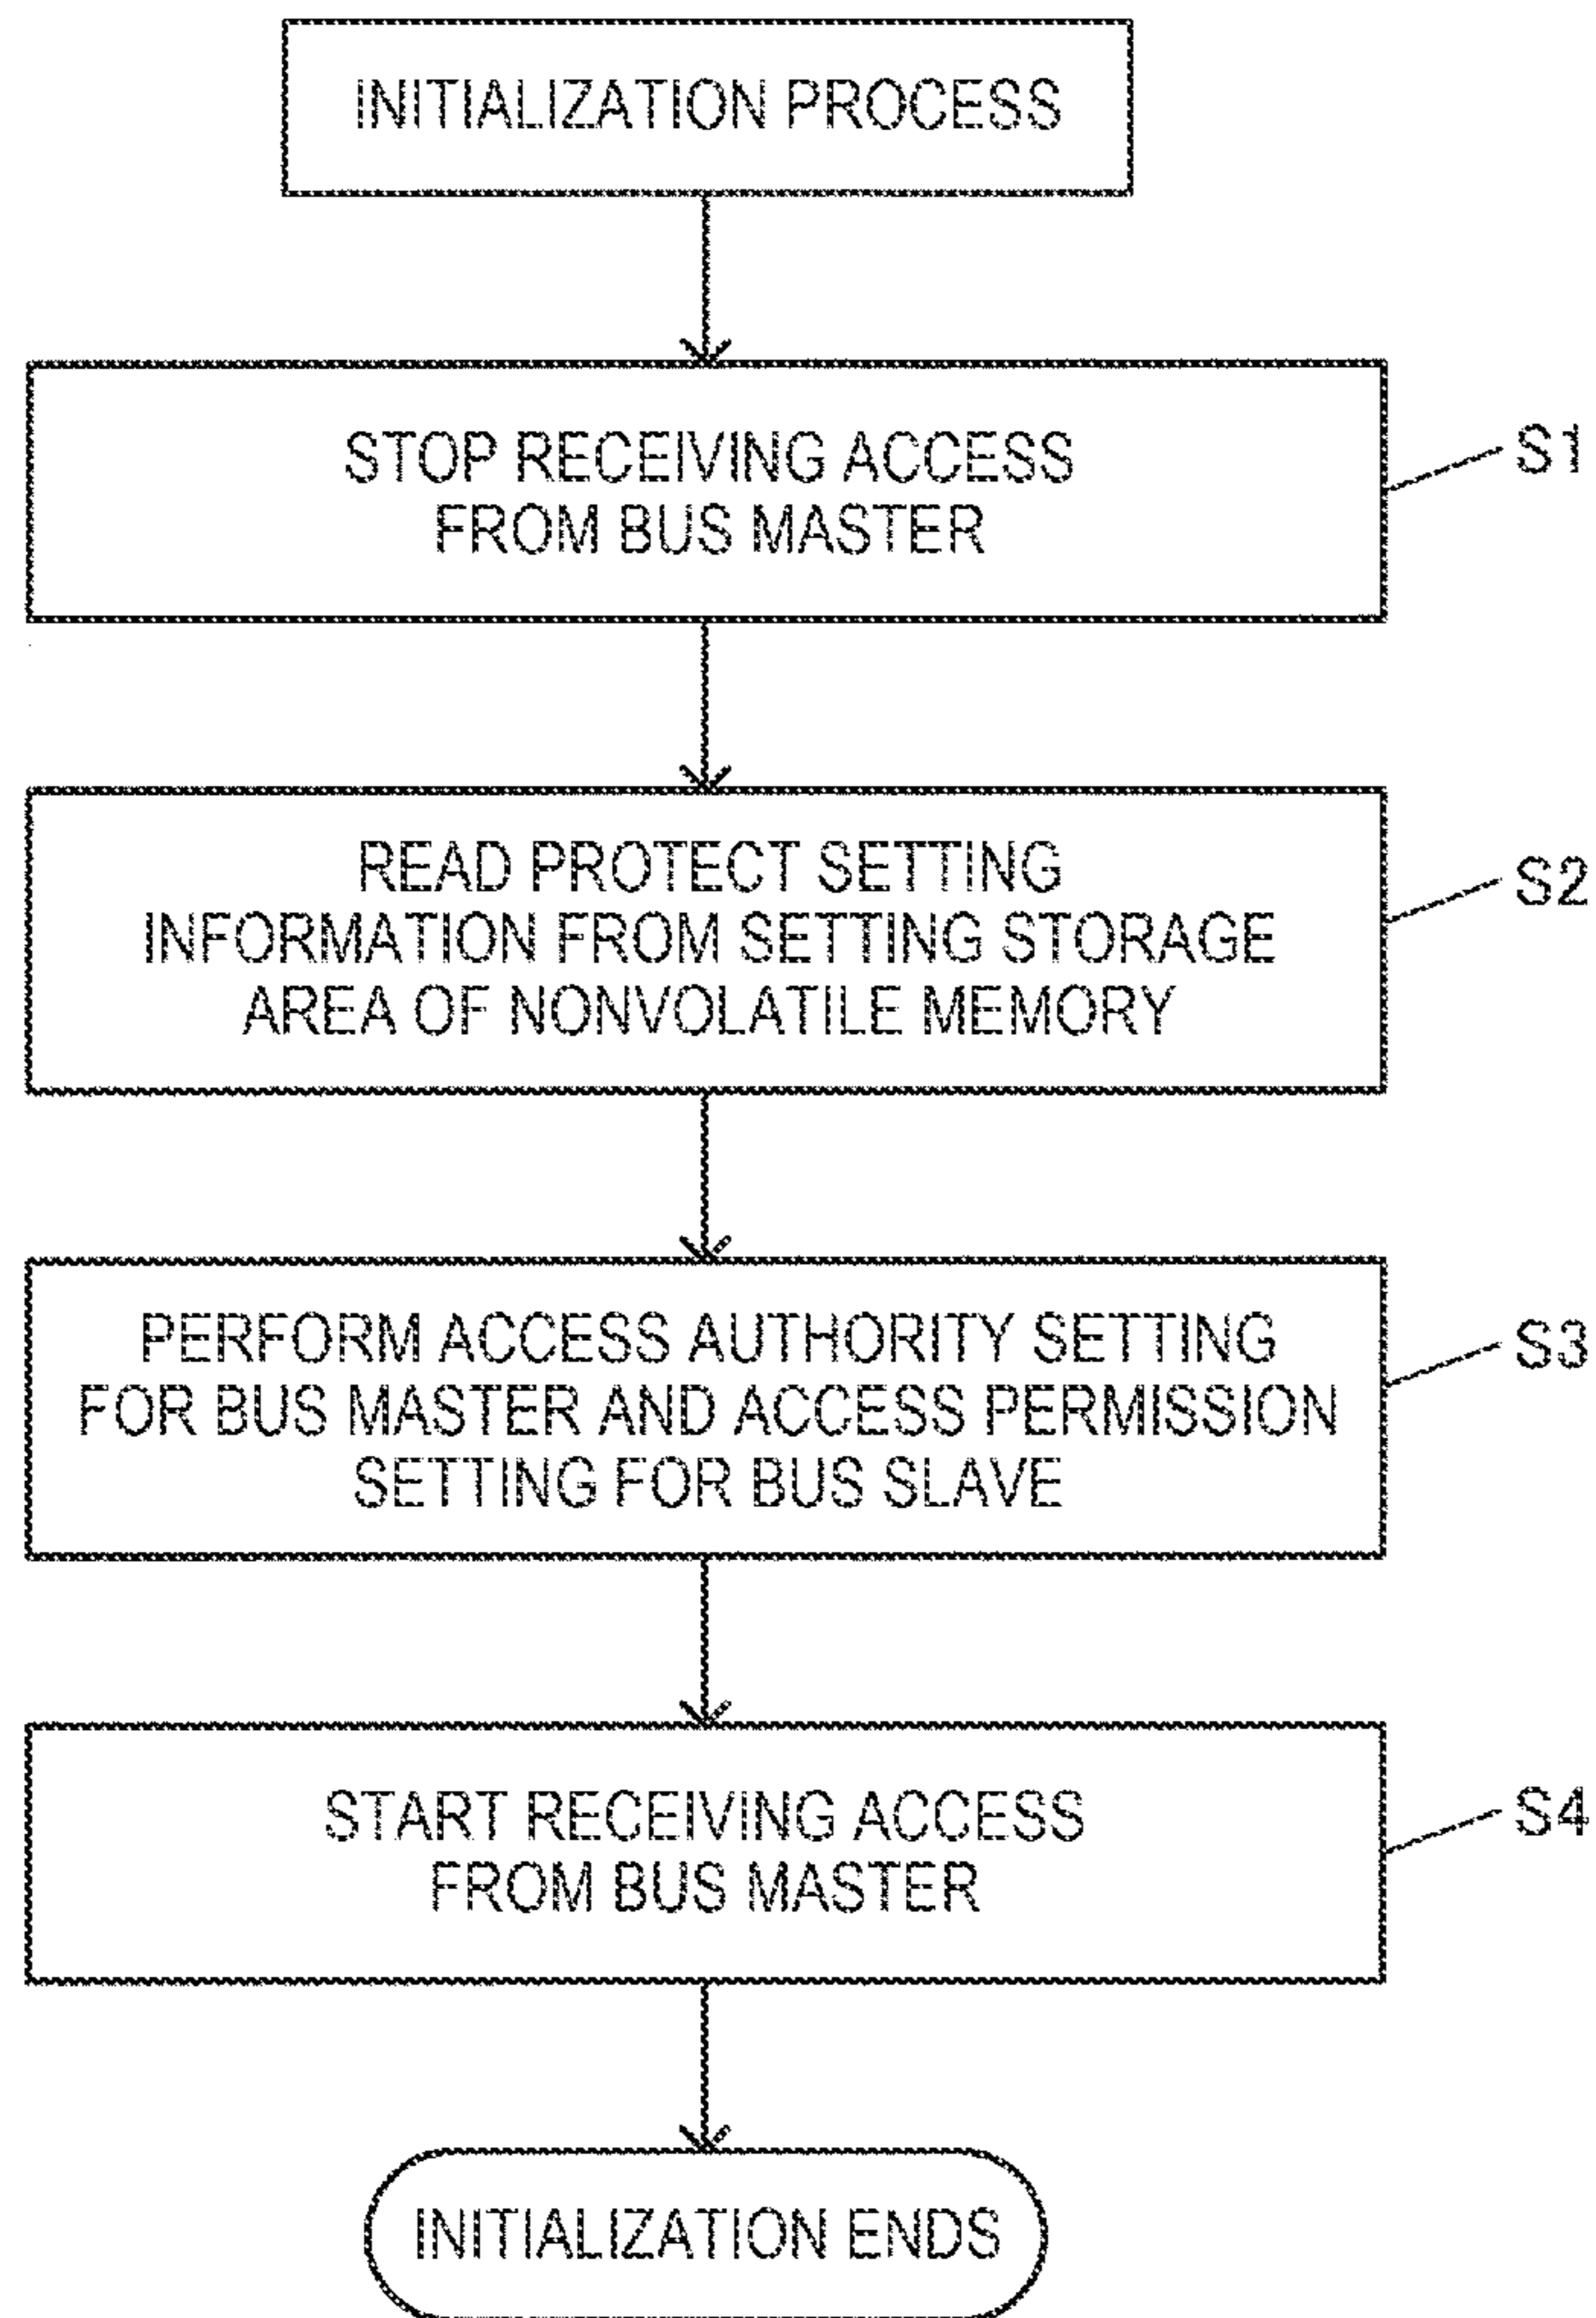 INITIALIZATION PROCESS
STOP RECEIVING ACCESS
FROM BUS MASTER
S1
READ PROTECT SETTING
INFORMATION FROM SETTING STORAGE
AREA OF NONVOLATILE MEMORY
S2
PERFORM ACCESS AUTHORITY SETTING
FOR BUS MASTER AND ACCESS PERMISSION
SETTING FOR BUS SLAVE
S3
START RECEIVING ACCESS
FROM BUS MASTER
S4
INITIALIZATION ENDS